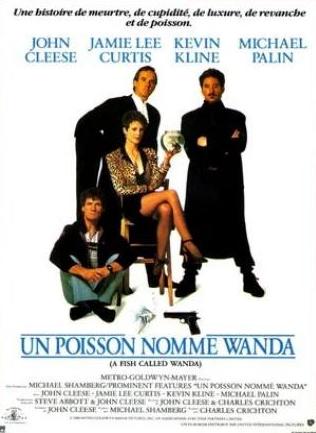 Une histoire de meurtre, de cupidité, de luxure, de revanche
et de poisson.
JOHN JAMIE LEE KEVIN MICHAEL
CLEESE CURTIS KLINE PALIN
UN POISSON NOMME WANDA
(A FISH CALLED WANDA)
METRO-GOLDWYN-MAYER
MICHAEL SHAMBERG/PROMINENT FEATURES "UN POISSON NOMME WANDA"
JOHN CLEESE · JAMIE LEE CURTIS · KEVIN KLINE · MICHAEL PALIN
STEVE ABBOTT & JOHN CLEESE JOHN CLEESE & CHARLES CRICHTON
JOHN CLEESE MICHAEL SHAMBERG CHARLES CRICHTON